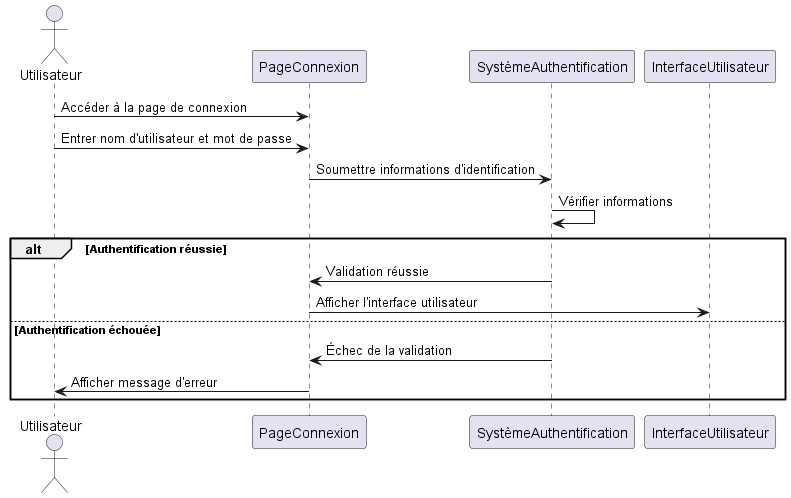 Utilisateur
PageConnexion
SystèmeAuthentification
InterfaceUtilisateur
Accéder à la page de connexion
Entrer nom d'utilisateur et mot de passe
Soumettre informations d'identification
Vérifier informations
alt [Authentification réussie]
Validation réussie
Afficher l'interface utilisateur
[Authentification échouée]
Échec de la validation
Afficher message d'erreur
Utilisateur
PageConnexion
SystèmeAuthentification
InterfaceUtilisateur